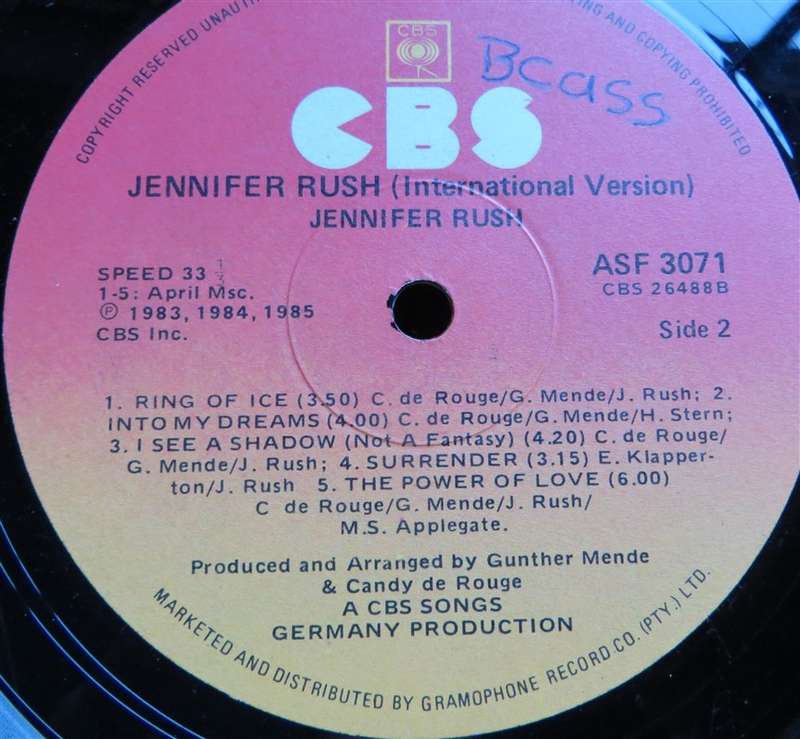 COPYRIGHT RESERVED
ING AND COPYING PROHIBITED
CBS
Bcass
CBS
JENNIFER RUSH (International Version)
JENNIFER RUSH
SPEED 33 1/3
1-5: April Msc.
Ⓟ 1983, 1984, 1985
CBS Inc.
ASF 3071
CBS 26488B
Side 2
1. RING OF ICE (3.50) C. de Rouge/G. Mende/J. Rush; 2.
INTO MY DREAMS (4.00) C. de Rouge/G. Mende/H. Stern;
3. I SEE A SHADOW (Not A Fantasy) (4.20) C. de Rouge/
G. Mende/J. Rush; 4. SURRENDER (3.15) E. Klapper-
ton/J. Rush 5. THE POWER OF LOVE (6.00)
C de Rouge/G. Mende/J. Rush/
M.S. Applegate.
Produced and Arranged by Gunther Mende
& Candy de Rouge
A CBS SONGS
GERMANY PRODUCTION
MARKETED AND DISTRIBUTED BY GRAMOPHONE RECORD CO. (PTY.) LTD.